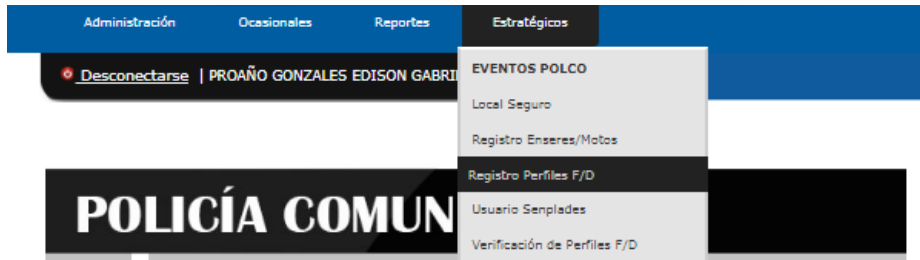 Administración Ocasionales Reportes Estratégicos
Desconectarse | PROAÑO GONZALES EDISON GABRI
EVENTOS POLCO
Local Seguro
Registro Enseres/Motos
Registro Perfiles F/D
Usuario Senplades
Verificación de Perfiles F/D
POLICÍA COMUN